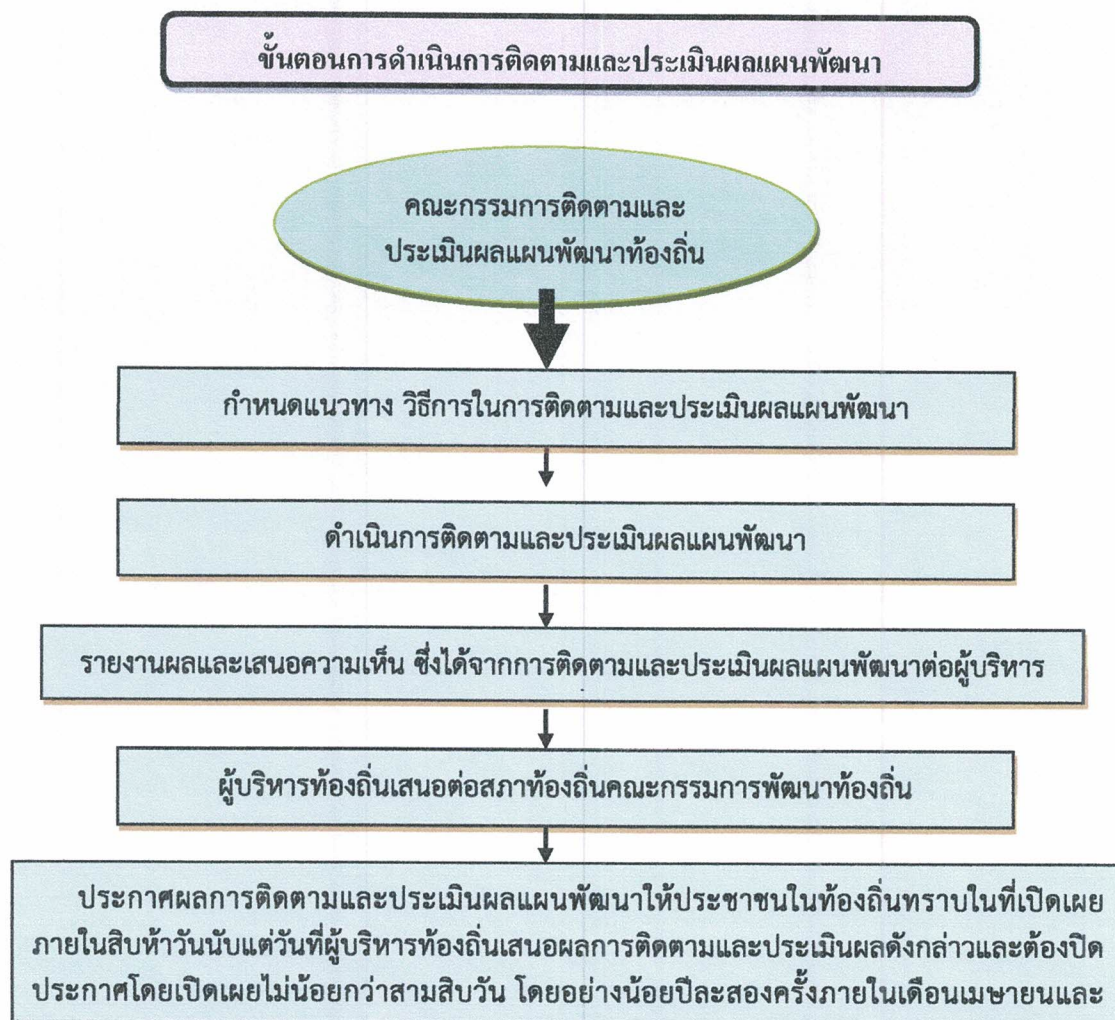 ขั้นตอนการดำเนินการติดตามและประเมินผลแผนพัฒนา
คณะกรรมการติดตามและ
ประเมินผลแผนพัฒนาท้องถิ่น
กำหนดแนวทาง วิธีการในการติดตามและประเมินผลแผนพัฒนา
ดำเนินการติดตามและประเมินผลแผนพัฒนา
รายงานผลและเสนอความเห็น ซึ่งได้จากการติดตามและประเมินผลแผนพัฒนาต่อผู้บริหาร
ผู้บริหารท้องถิ่นเสนอต่อสภาท้องถิ่นคณะกรรมการพัฒนาท้องถิ่น
ประกาศผลการติดตามและประเมินผลแผนพัฒนาให้ประชาชนในท้องถิ่นทราบในที่เปิดเผย
ภายในสิบห้าวันนับแต่วันที่ผู้บริหารท้องถิ่นเสนอผลการติดตามและประเมินผลดังกล่าวและต้องปิด
ประกาศโดยเปิดเผยไม่น้อยกว่าสามสิบวัน โดยอย่างน้อยปีละสองครั้งภายในเดือนเมษายนและ